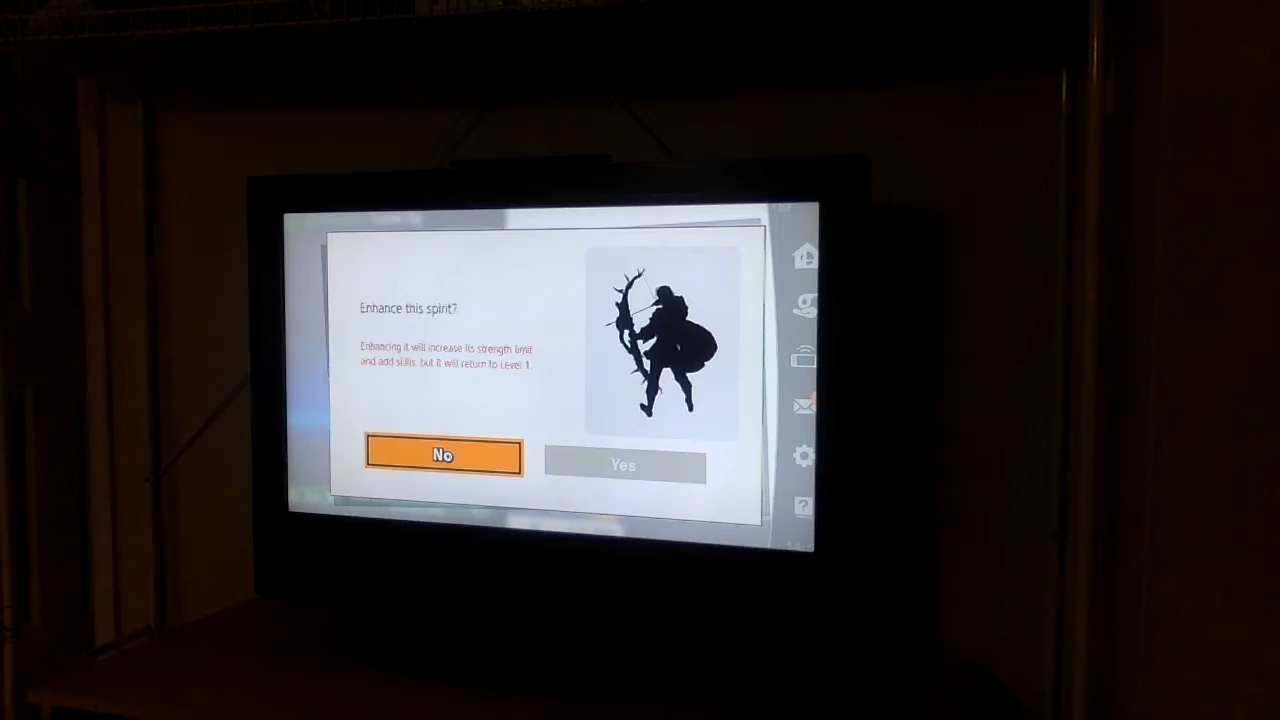 Enhance this spirit?
Enhancing it will increase its strength limit
and add skills, but it will return to Level 1.
No
Yes
?